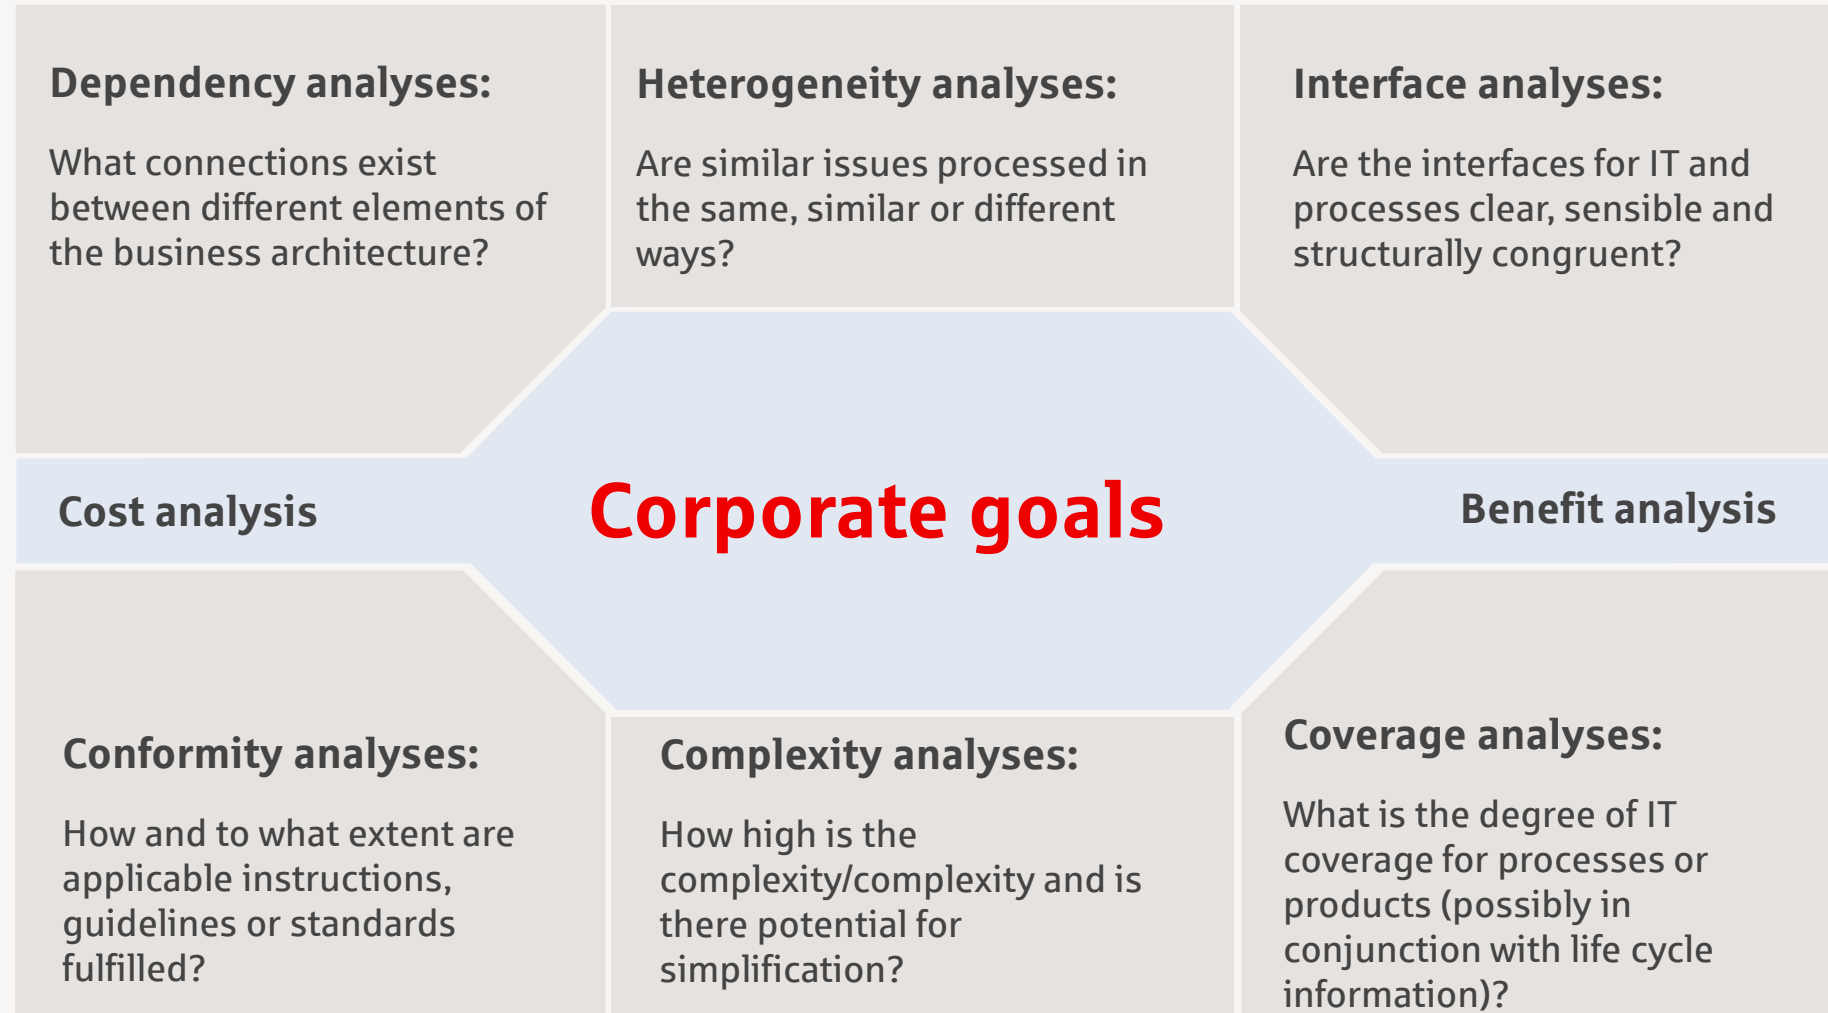 Dependency analyses:
What connections exist
between different elements of
the business architecture?
Heterogeneity analyses:
Are similar issues processed in
the same, similar or different
ways?
Interface analyses:
Are the interfaces for IT and
processes clear, sensible and
structurally congruent?
Cost analysis
Corporate goals
Benefit analysis
Conformity analyses:
How and to what extent are
applicable instructions,
guidelines or standards
fulfilled?
Complexity analyses:
How high is the
complexity/complexity and is
there potential for
simplification?
Coverage analyses:
What is the degree of IT
coverage for processes or
products (possibly in
conjunction with life cycle
information)?